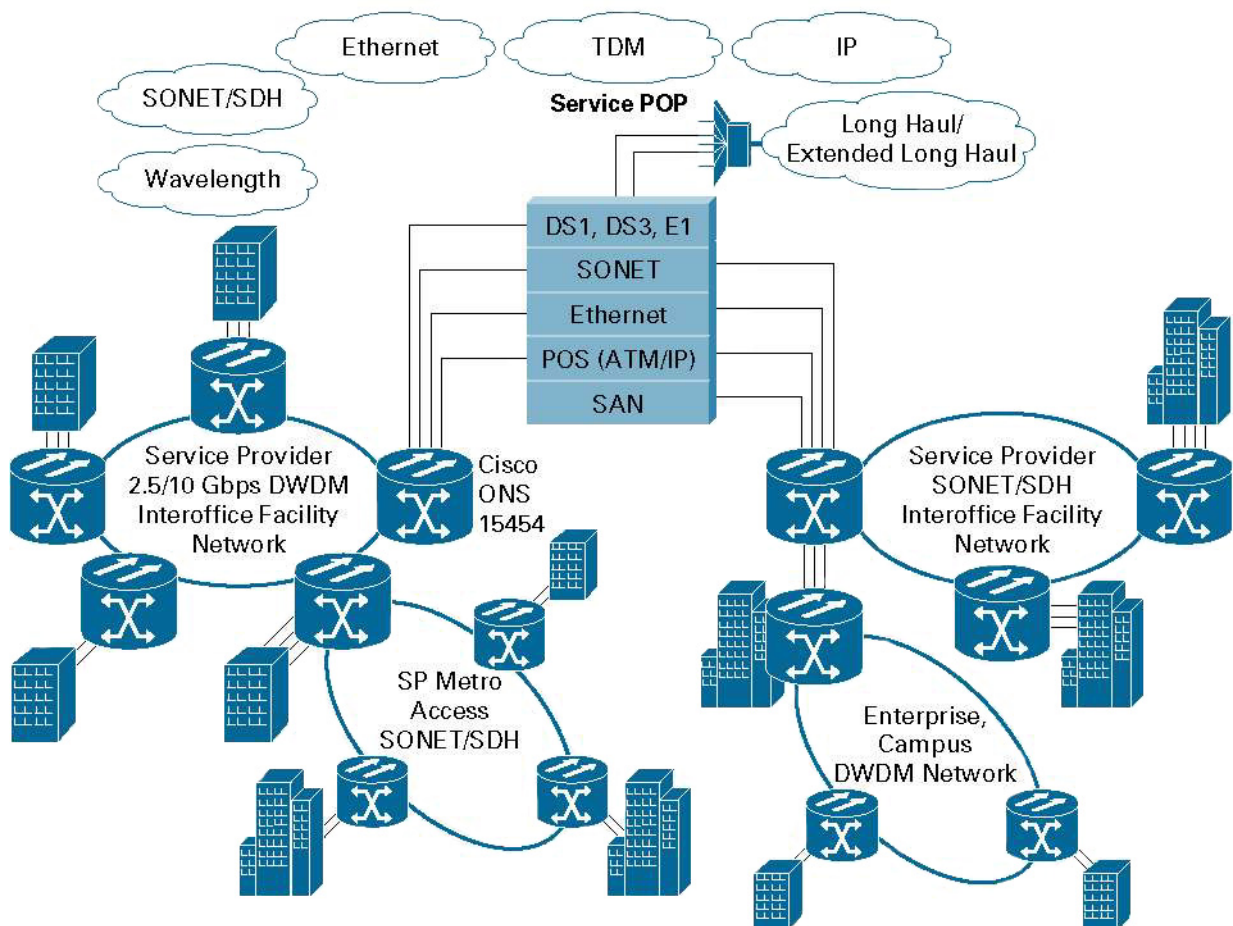 Ethernet
TDM
IP
SONET/SDH
Service POP
Long Haul/
Extended Long Haul
Wavelength
DS1, DS3, E1
SONET
Ethernet
POS (ATM/IP)
SAN
Service Provider
2.5/10 Gbps DWDM
Interoffice Facility
Network
Cisco
ONS
15454
Service Provider
SONET/SDH
Interoffice Facility
Network
SP Metro
Access
SONET/SDH
Enterprise,
Campus
DWDM Network